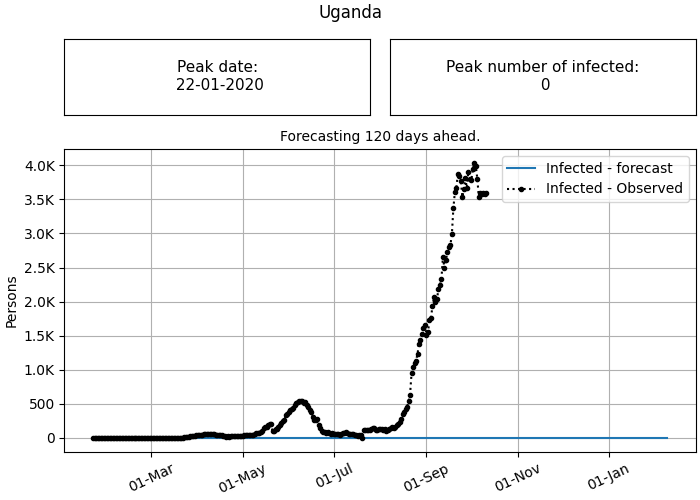 Uganda
Peak date:
22-01-2020
Peak number of infected:
0
Forecasting 120 days ahead.
Infected - forecast
Infected - Observed
Persons
4.0K
3.5K
3.0K
2.5K
2.0K
1.5K
1.0K
500
0
01-Mar
01-May
01-Jul
01-Sep
01-Nov
01-Jan